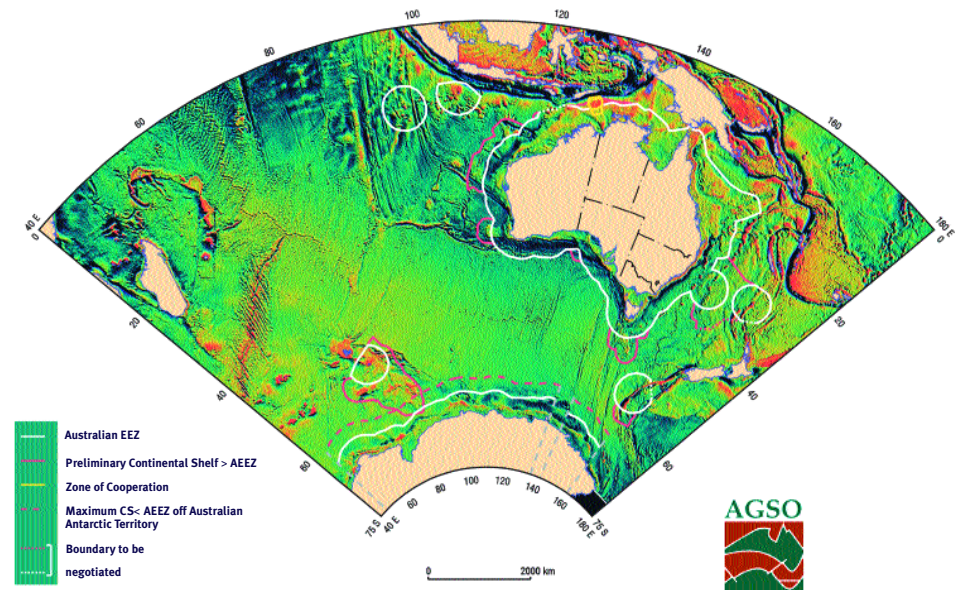 100
120
80
140
60
160
40 E
0
180 E
0
20
20
40
40
60
60
75 S
40 E
60
80
100
120
140
160
180 E
75 S
Australian EEZ
Preliminary Continental Shelf > AEEZ
Zone of Cooperation
Maximum CS< AEEZ off Australian
Antarctic Territory
Boundary to be
negotiated
0
2000 km
AGSO